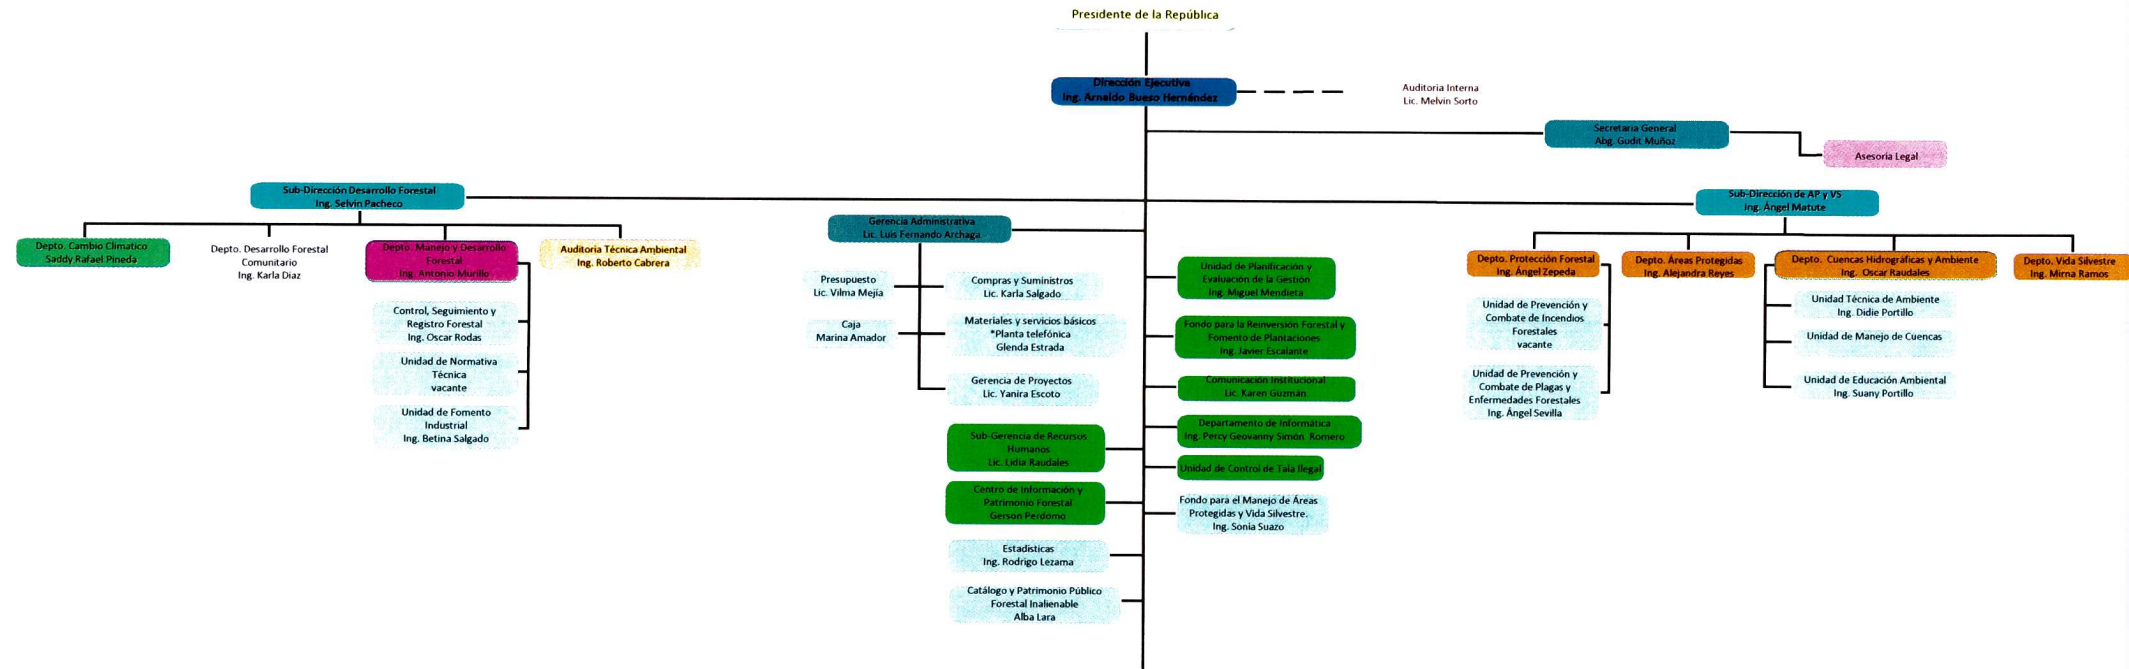 Presidente de la República
Dirección Ejecutiva
Ing. Arnaldo Bueso Hernández
Auditoria Interna
Lic. Melvin Sorto
Secretaria General
Abg. Gudit Muñoz
Asesoría Legal
Sub-Dirección Desarrollo Forestal
Ing. Selvin Pacheco
Sub-Dirección de AP y VS
Ing. Ángel Matute
Depto. Cambio Climatico
Saddy Rafael Pineda
Depto. Desarrollo Forestal
Comunitario
Ing. Karla Diaz
Depto. Manejo y Desarrollo
Forestal
Ing. Antonio Murillo
Auditoria Técnica Ambiental
Ing. Roberto Cabrera
Control, Seguimiento y
Registro Forestal
Ing. Oscar Rodas
Unidad de Normativa
Técnica
vacante
Unidad de Fomento
Industrial
Ing. Betina Salgado
Gerencia Administrativa
Lic. Luis Fernando Archaga
Presupuesto
Lic. Vilma Mejía
Caja
Marina Amador
Compras y Suministros
Lic. Karla Salgado
Materiales y servicios básicos
*Planta telefónica
Glenda Estrada
Gerencia de Proyectos
Lic. Yanira Escoto
Sub-Gerencia de Recursos
Humanos
Lic. Lidia Raudales
Centro de Información y
Patrimonio Forestal
Gerson Perdomo
Estadísticas
Ing. Rodrigo Lezama
Catálogo y Patrimonio Público
Forestal Inalienable
Alba Lara
Unidad de Planificación y
Evaluación de la Gestión
Ing. Miguel Mendieta
Fondo para la Reinversión Forestal y
Fomento de Plantaciones
Ing. Javier Escalante
Comunicación Institucional
Lic. Karen Guzmán
Departamento de Informática
Ing. Percy Geovanny Simón Romero
Unidad de Control de Tala Ilegal
Fondo para el Manejo de Áreas
Protegidas y Vida Silvestre.
Ing. Sonia Suazo
Depto. Protección Forestal
Ing. Ángel Zepeda
Depto. Áreas Protegidas
Ing. Alejandra Reyes
Depto. Cuencas Hidrográficas y Ambiente
Ing. Oscar Raudales
Depto. Vida Silvestre
Ing. Mirna Ramos
Unidad de Prevención y
Combate de Incendios
Forestales
vacante
Unidad de Prevención y
Combate de Plagas y
Enfermedades Forestales
Ing. Ángel Sevilla
Unidad Técnica de Ambiente
Ing. Didie Portillo
Unidad de Manejo de Cuencas
Unidad de Educación Ambiental
Ing. Suany Portillo